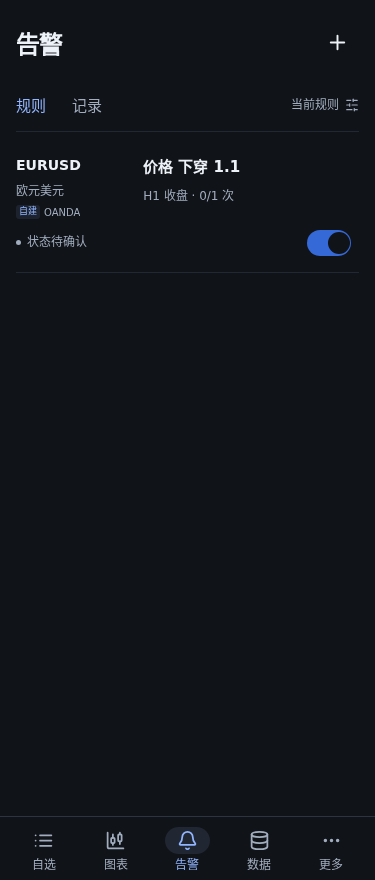 告警
规则 记录 当前规则
EURUSD
欧元美元
自建 OANDA
状态待确认
价格 下穿 1.1
H1 收盘 · 0/1 次
自选 图表 告警 数据 更多